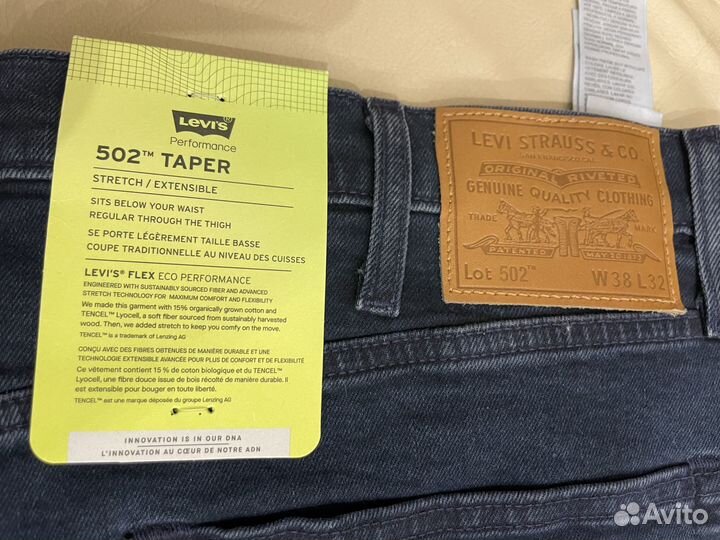 Levi's
Performance
502™ TAPER
STRETCH / EXTENSIBLE
SITS BELOW YOUR WAIST
REGULAR THROUGH THE THIGH
SE PORTE LÉGÈREMENT TAILLE BASSE
COUPE TRADITIONNELLE AU NIVEAU DES CUISSES
LEVI'S® FLEX ECO PERFORMANCE
ENGINEERED WITH SUSTAINABLY SOURCED FIBER AND ADVANCED
STRETCH TECHNOLOGY FOR MAXIMUM COMFORT AND FLEXIBILITY
We made this garment with 15% organically grown cotton and
TENCEL™ Lyocell, a soft fiber sourced from sustainably harvested
wood. Then, we added stretch to keep you comfy on the move.
TENCEL™ is a trademark of Lenzing AG
CONÇU AVEC DES FIBRES OBTENUES DE MANIÈRE DURABLE ET UNE
TECHNOLOGIE EXTENSIBLE AVANCÉE POUR PLUS DE CONFORT ET DE FLEXIBILITÉ
Ce vêtement contient 15 % de coton biologique et du TENCEL™
Lyocell, une fibre douce issue de bois récolté de manière durable. Il
est extensible pour bouger en toute liberté.
TENCEL™ est une marque déposée du groupe Lenzing AG
INNOVATION IS IN OUR DNA
L'INNOVATION AU CŒUR DE NOTRE ADN
LEVI STRAUSS & CO.
SAN FRANCISCO CAL
ORIGINAL RIVETED
GENUINE QUALITY CLOTHING
TRADE MARK
PATENTED MAY 20 1873
Lot 502™ W38 L32
Avito